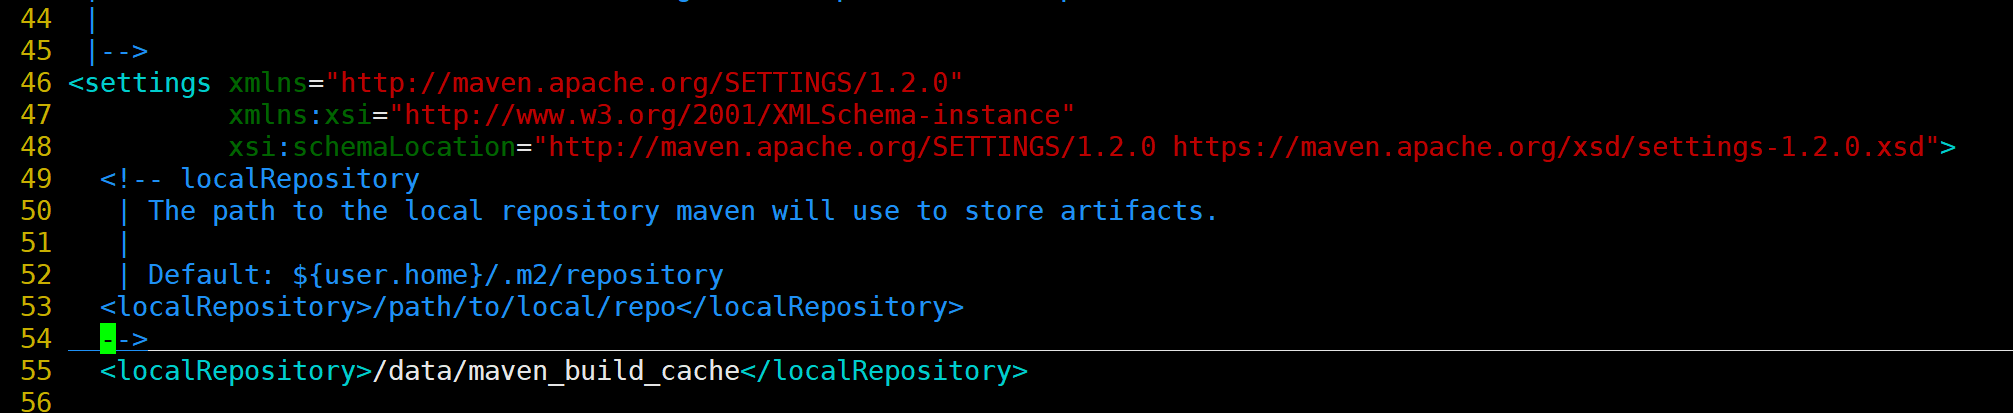 44  |
45  |-->
46 <settings xmlns="http://maven.apache.org/SETTINGS/1.2.0"
47           xmlns:xsi="http://www.w3.org/2001/XMLSchema-instance"
48           xsi:schemaLocation="http://maven.apache.org/SETTINGS/1.2.0 https://maven.apache.org/xsd/settings-1.2.0.xsd">
49   <!-- localRepository
50    | The path to the local repository maven will use to store artifacts.
51    |
52    | Default: ${user.home}/.m2/repository
53   <localRepository>/path/to/local/repo</localRepository>
54   -->
55   <localRepository>/data/maven_build_cache</localRepository>
56